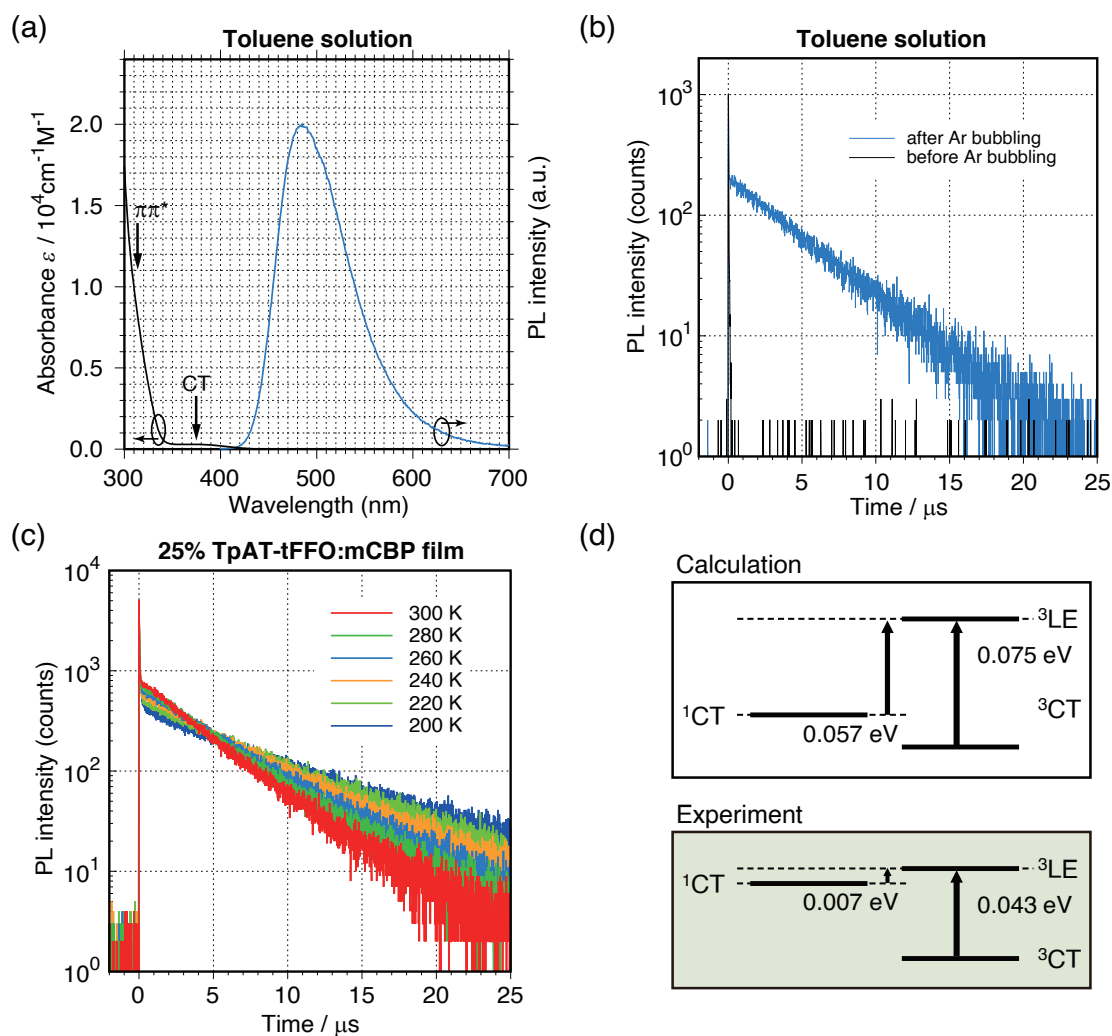 (a)
Toluene solution
Absorbance ε / 10⁴cm⁻¹M⁻¹
2.0
1.5
1.0
0.5
0.0
ππ*
CT
PL intensity (a.u.)
300 400 500 600 700
Wavelength (nm)
(b)
Toluene solution
PL intensity (counts)
10³
10²
10¹
10⁰
after Ar bubbling
before Ar bubbling
0 5 10 15 20 25
Time / μs
(c)
25% TpAT-tFFO:mCBP film
PL intensity (counts)
10⁴
10³
10²
10¹
10⁰
300 K
280 K
260 K
240 K
220 K
200 K
0 5 10 15 20 25
Time / μs
(d)
Calculation
³LE
0.075 eV
¹CT
³CT
0.057 eV
Experiment
³LE
¹CT
0.007 eV
0.043 eV
³CT